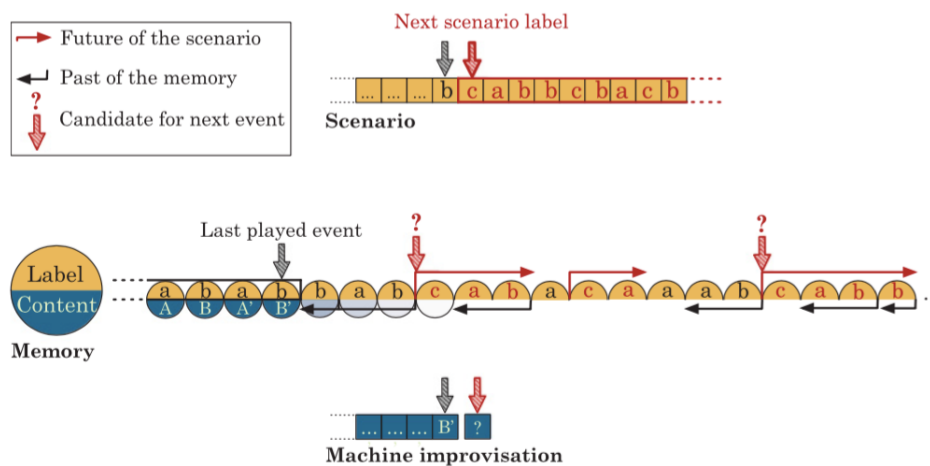 Next scenario label
Future of the scenario
Past of the memory
?
Candidate for next event
... ... ... b c a b b c b a c b
Scenario
? ?
Last played event
Label
Content
a b a b b a b c a b a c a a a b c a b b
A B A' B'
Memory
... ... ... B' ?
Machine improvisation